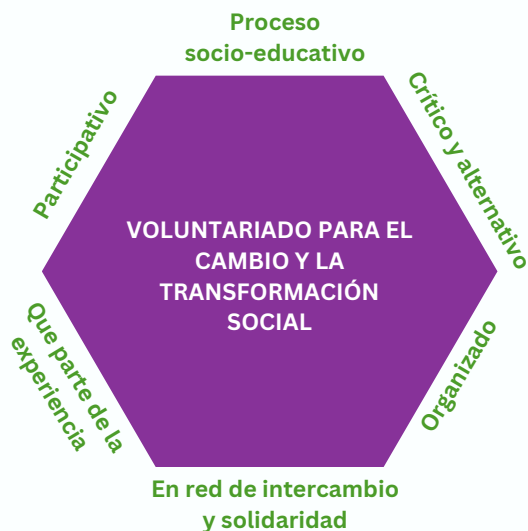 Proceso
socio-educativo
Crítico y alternativo
Organizado
En red de intercambio
y solidaridad
Que parte de la
experiencia
Participativo
VOLUNTARIADO PARA EL
CAMBIO Y LA
TRANSFORMACIÓN
SOCIAL